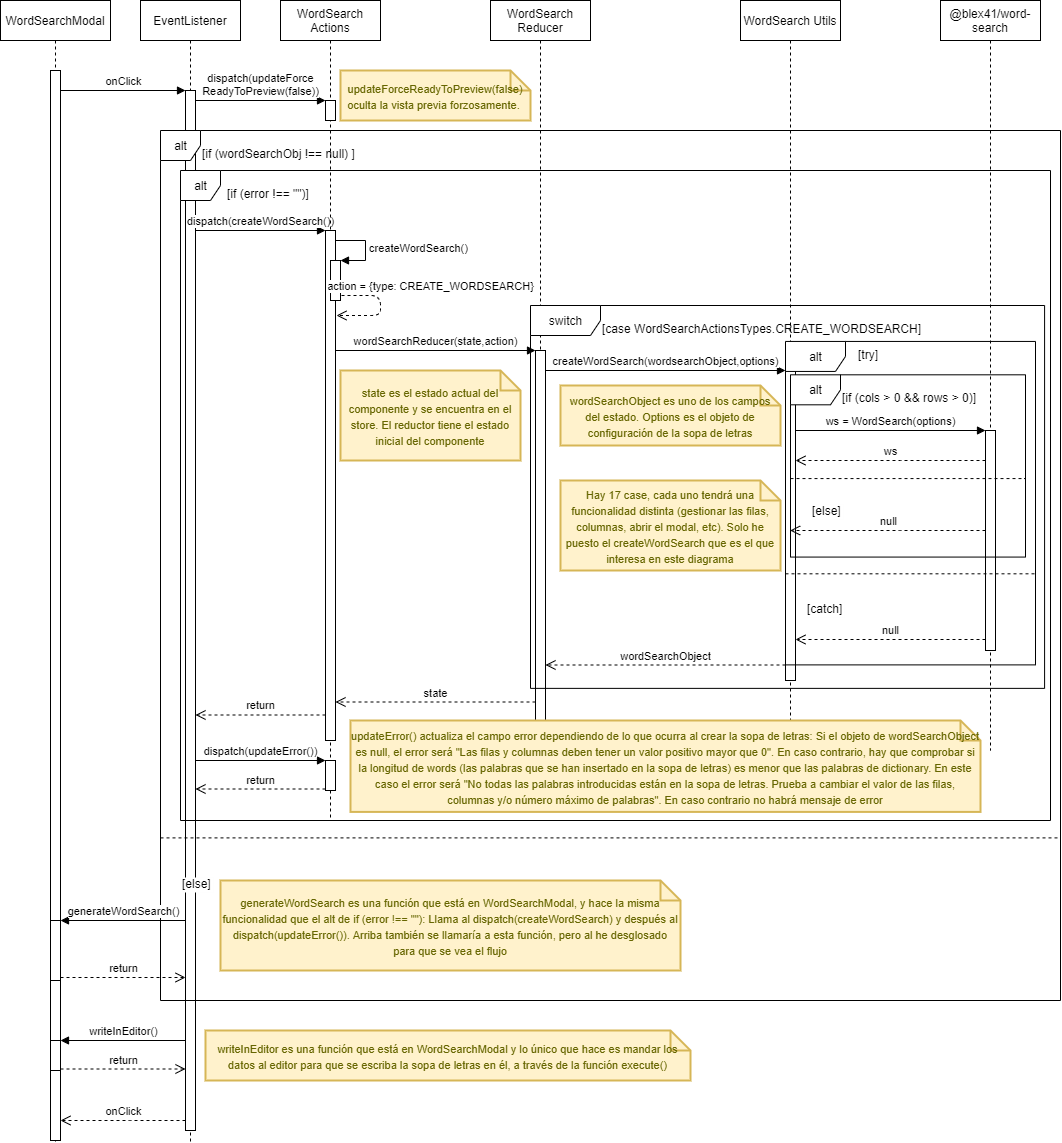 WordSearchModal
EventListener
WordSearch
Actions
WordSearch
Reducer
WordSearch Utils
@blex41/word-
search
onClick
dispatch(updateForce
ReadyToPreview(false))
updateForceReadyToPreview(false)
oculta la vista previa forzosamente.
alt
[if (wordSearchObj !== null) ]
alt
[if (error !== "")]
dispatch(createWordSearch())
createWordSearch()
action = {type: CREATE_WORDSEARCH}
switch
[case WordSearchActionsTypes.CREATE_WORDSEARCH]
wordSearchReducer(state,action)
createWordSearch(wordsearchObject,options)
alt
[try]
state es el estado actual del
componente y se encuentra en el
store. El reductor tiene el estado
inicial del componente
wordSearchObject es uno de los campos
del estado. Options es el objeto de
configuración de la sopa de letras
alt
[if (cols > 0 && rows > 0)]
ws = WordSearch(options)
ws
Hay 17 case, cada uno tendrá una
funcionalidad distinta (gestionar las filas,
columnas, abrir el modal, etc). Solo he
puesto el createWordSearch que es el que
interesa en este diagrama
[else]
null
[catch]
null
wordSearchObject
state
return
updateError() actualiza el campo error dependiendo de lo que ocurra al crear la sopa de letras: Si el objeto de wordSearchObject
es null, el error será "Las filas y columnas deben tener un valor positivo mayor que 0". En caso contrario, hay que comprobar si
la longitud de words (las palabras que se han insertado en la sopa de letras) es menor que las palabras de dictionary. En este
caso el error será "No todas las palabras introducidas están en la sopa de letras. Prueba a cambiar el valor de las filas,
columnas y/o número máximo de palabras". En caso contrario no habrá mensaje de error
dispatch(updateError())
return
[else]
generateWordSearch()
generateWordSearch es una función que está en WordSearchModal, y hace la misma
funcionalidad que el alt de if (error !== ""): Llama al dispatch(createWordSearch) y después al
dispatch(updateError()). Arriba también se llamaría a esta función, pero al he desglosado
para que se vea el flujo
return
writeInEditor()
writeInEditor es una función que está en WordSearchModal y lo único que hace es mandar los
datos al editor para que se escriba la sopa de letras en él, a través de la función execute()
return
onClick